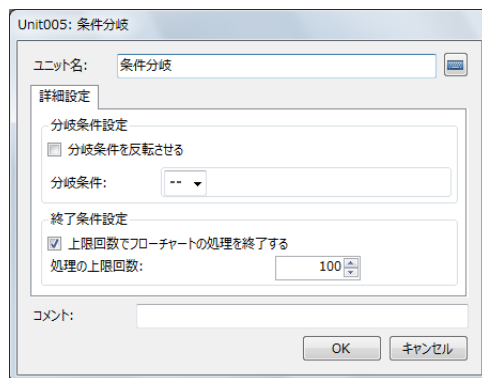 Unit005: 条件分岐
ユニット名: 条件分岐
詳細設定
分岐条件設定
分岐条件を反転させる
分岐条件: --
終了条件設定
上限回数でフローチャートの処理を終了する
処理の上限回数: 100
コメント:
OK キャンセル